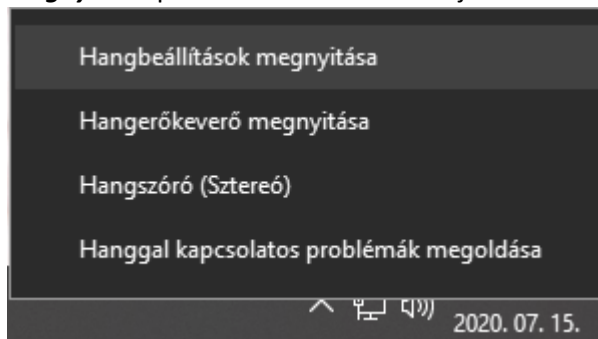 Hangbeállítások megnyitása
Hangerőkeverő megnyitása
Hangszóró (Sztereó)
Hanggal kapcsolatos problémák megoldása
2020. 07. 15.